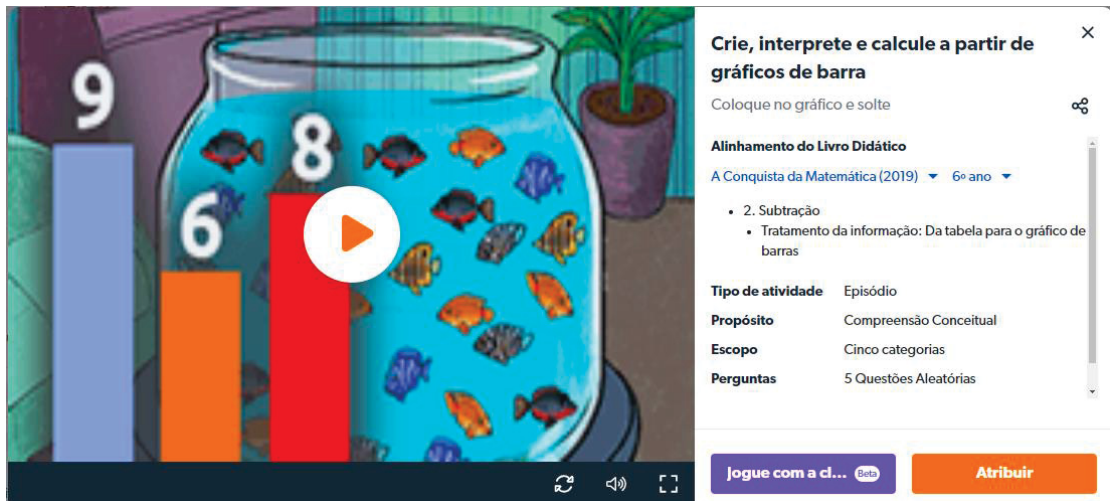 9
6
8
Crie, interprete e calcule a partir de
gráficos de barra
Coloque no gráfico e solte
Alinhamento do Livro Didático
A Conquista da Matemática (2019) 6º ano
• 2. Subtração
• Tratamento da informação: Da tabela para o gráfico de
barras
Tipo de atividade Episódio
Propósito Compreensão Conceitual
Escopo Cinco categorias
Perguntas 5 Questões Aleatórias
Jogue com a cl... Beta
Atribuir